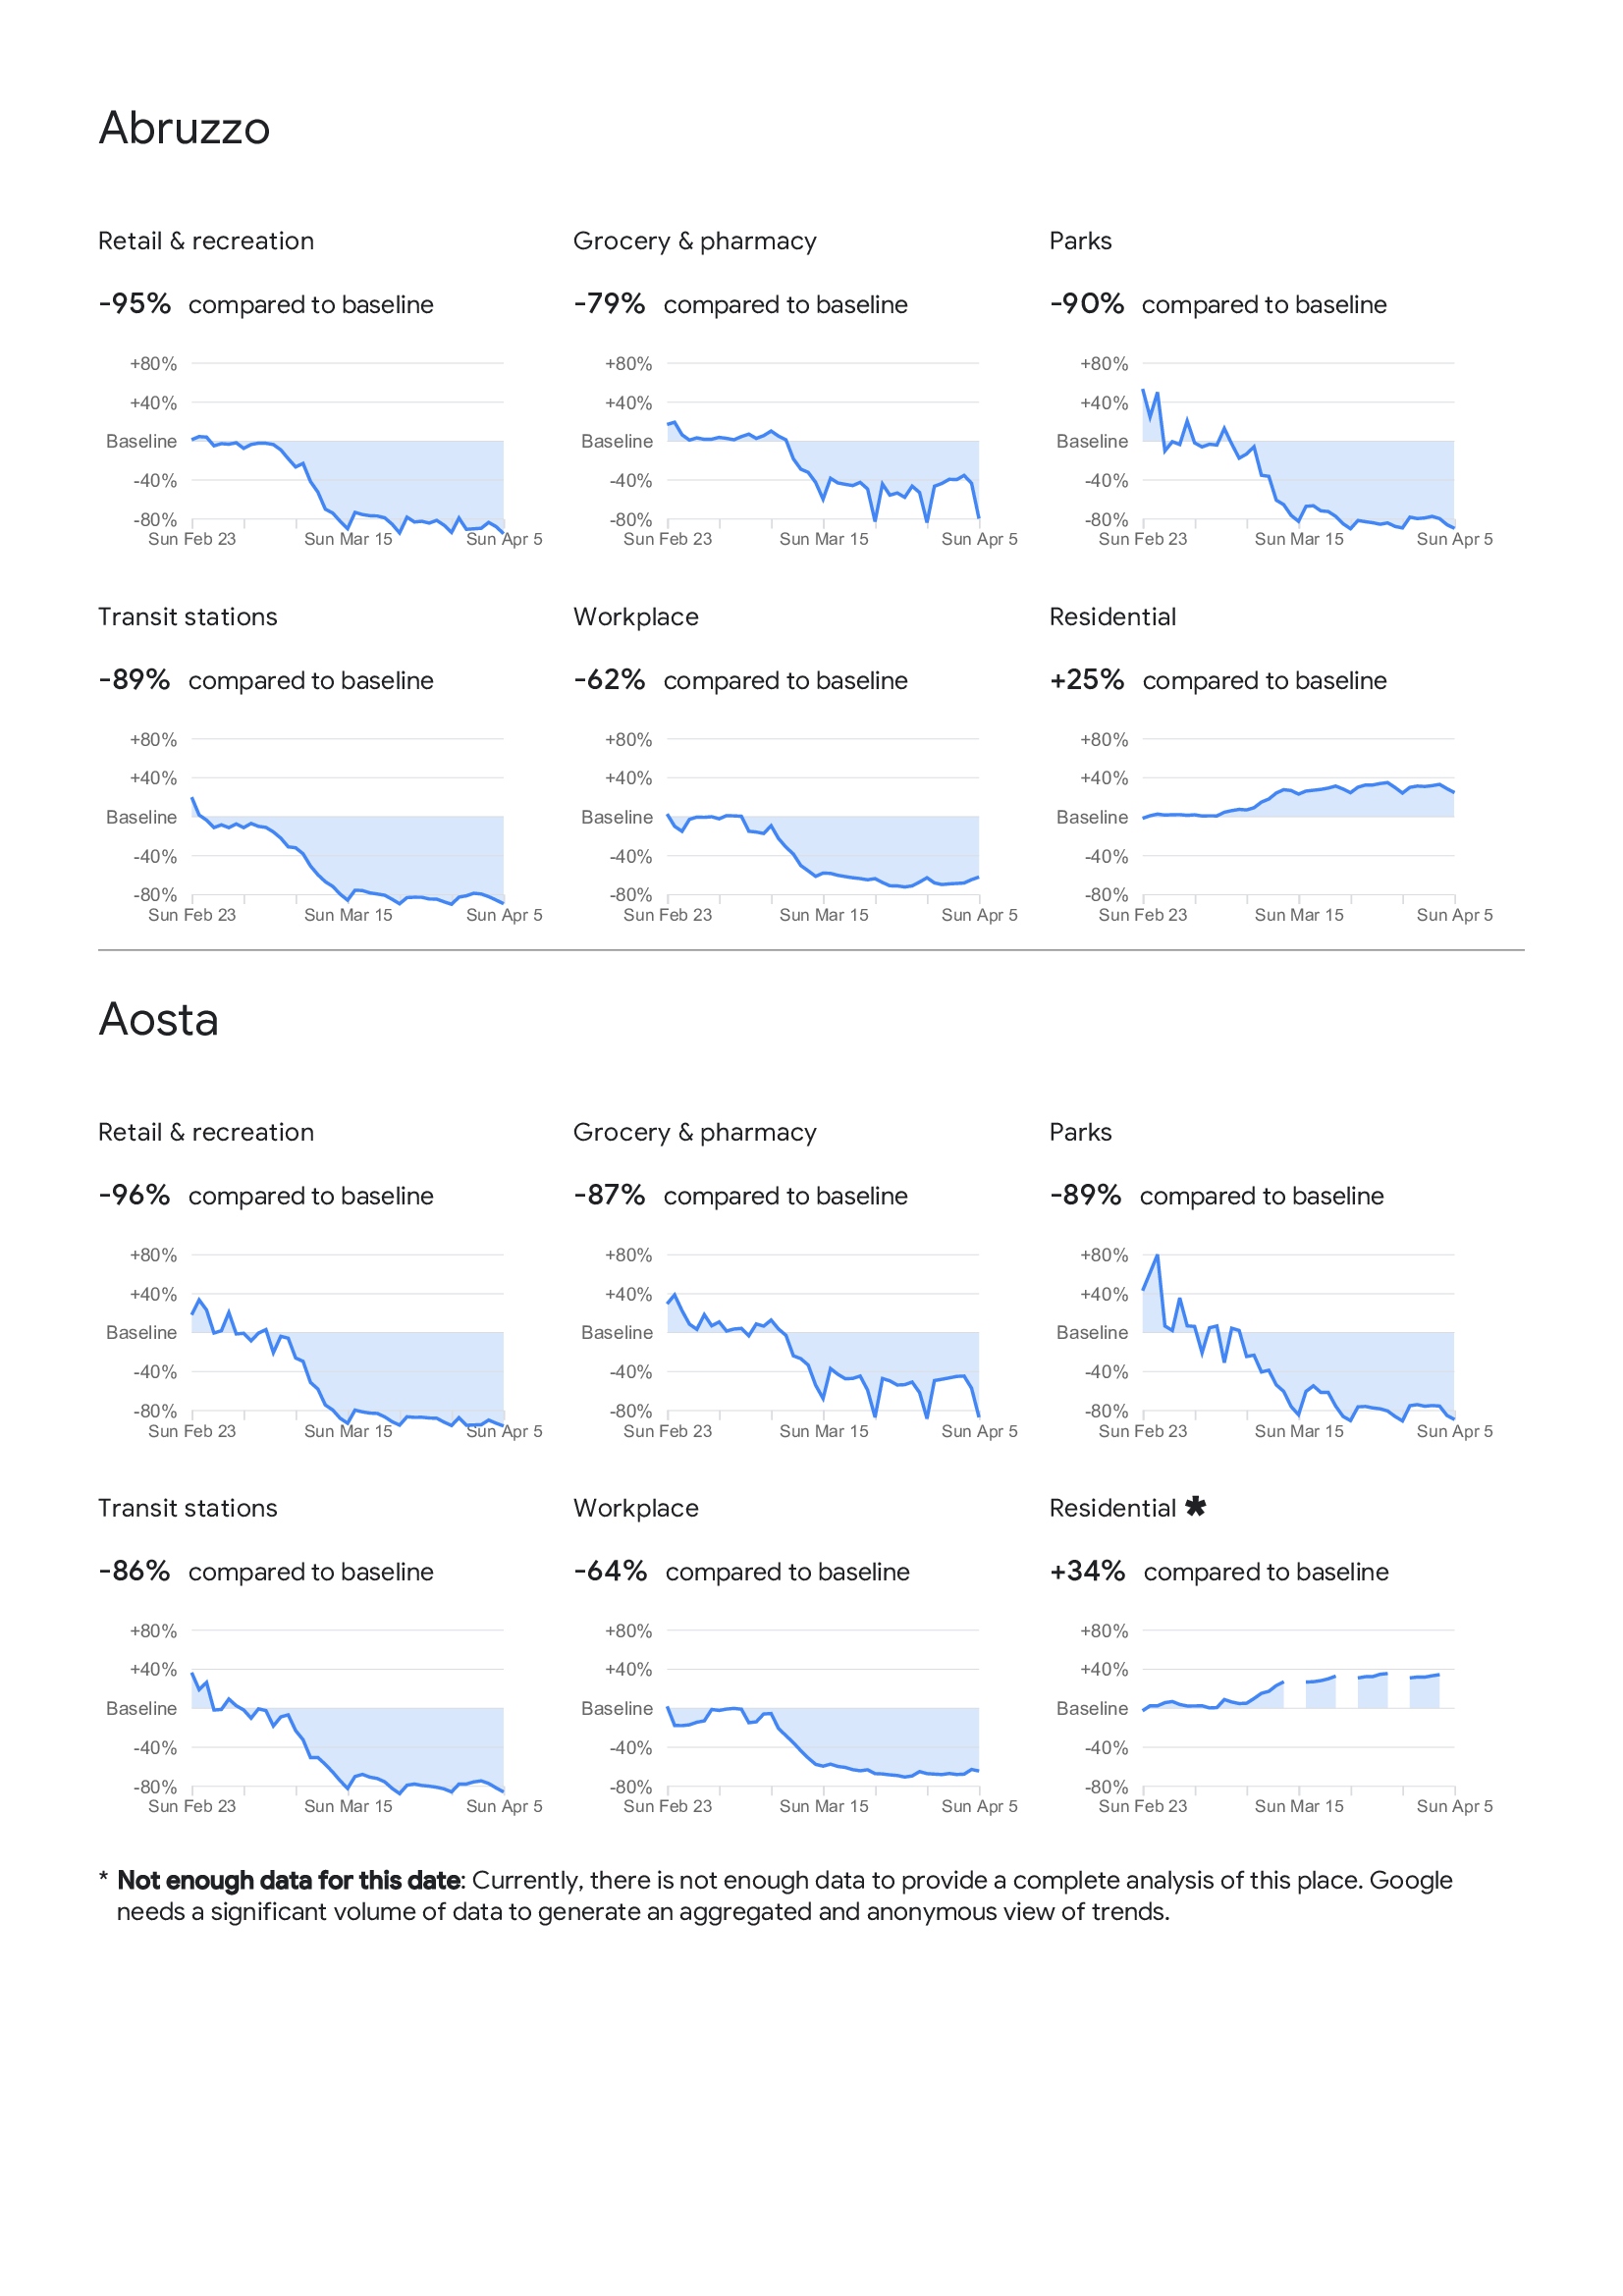 Abruzzo
Retail & recreation
-95% compared to baseline
+80%
+40%
Baseline
-40%
-80%
Sun Feb 23 Sun Mar 15 Sun Apr 5
Grocery & pharmacy
-79% compared to baseline
+80%
+40%
Baseline
-40%
-80%
Sun Feb 23 Sun Mar 15 Sun Apr 5
Parks
-90% compared to baseline
+80%
+40%
Baseline
-40%
-80%
Sun Feb 23 Sun Mar 15 Sun Apr 5
Transit stations
-89% compared to baseline
+80%
+40%
Baseline
-40%
-80%
Sun Feb 23 Sun Mar 15 Sun Apr 5
Workplace
-62% compared to baseline
+80%
+40%
Baseline
-40%
-80%
Sun Feb 23 Sun Mar 15 Sun Apr 5
Residential
+25% compared to baseline
+80%
+40%
Baseline
-40%
-80%
Sun Feb 23 Sun Mar 15 Sun Apr 5
Aosta
Retail & recreation
-96% compared to baseline
+80%
+40%
Baseline
-40%
-80%
Sun Feb 23 Sun Mar 15 Sun Apr 5
Grocery & pharmacy
-87% compared to baseline
+80%
+40%
Baseline
-40%
-80%
Sun Feb 23 Sun Mar 15 Sun Apr 5
Parks
-89% compared to baseline
+80%
+40%
Baseline
-40%
-80%
Sun Feb 23 Sun Mar 15 Sun Apr 5
Transit stations
-86% compared to baseline
+80%
+40%
Baseline
-40%
-80%
Sun Feb 23 Sun Mar 15 Sun Apr 5
Workplace
-64% compared to baseline
+80%
+40%
Baseline
-40%
-80%
Sun Feb 23 Sun Mar 15 Sun Apr 5
Residential *
+34% compared to baseline
+80%
+40%
Baseline
-40%
-80%
Sun Feb 23 Sun Mar 15 Sun Apr 5
* Not enough data for this date: Currently, there is not enough data to provide a complete analysis of this place. Google
needs a significant volume of data to generate an aggregated and anonymous view of trends.